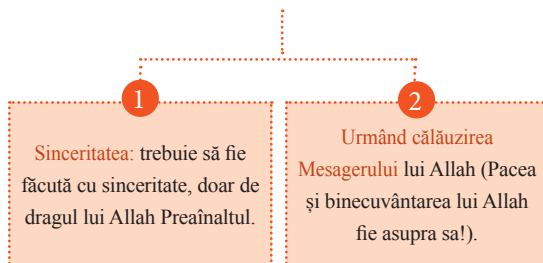 1
Sinceritatea: trebuie să fie
făcută cu sinceritate, doar de
dragul lui Allah Preaînaltul.
2
Urmând călăuzirea
Mesagerului lui Allah (Pacea
și binecuvântarea lui Allah
fie asupra sa!).